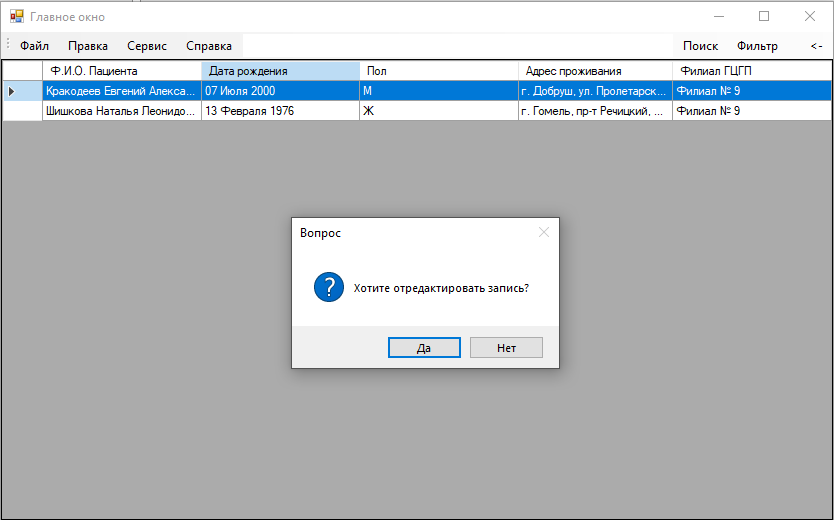 Главное окно
Файл Правка Сервис Справка Поиск Фильтр <-
Ф.И.О. Пациента Дата рождения Пол Адрес проживания Филиал ГЦГП
Кракодеев Евгений Алекса... 07 Июля 2000 М г. Добруш, ул. Пролетарск... Филиал № 9
Шишкова Наталья Леонидо... 13 Февраля 1976 Ж г. Гомель, пр-т Речицкий, ... Филиал № 9
Вопрос
Хотите отредактировать запись?
Да Нет